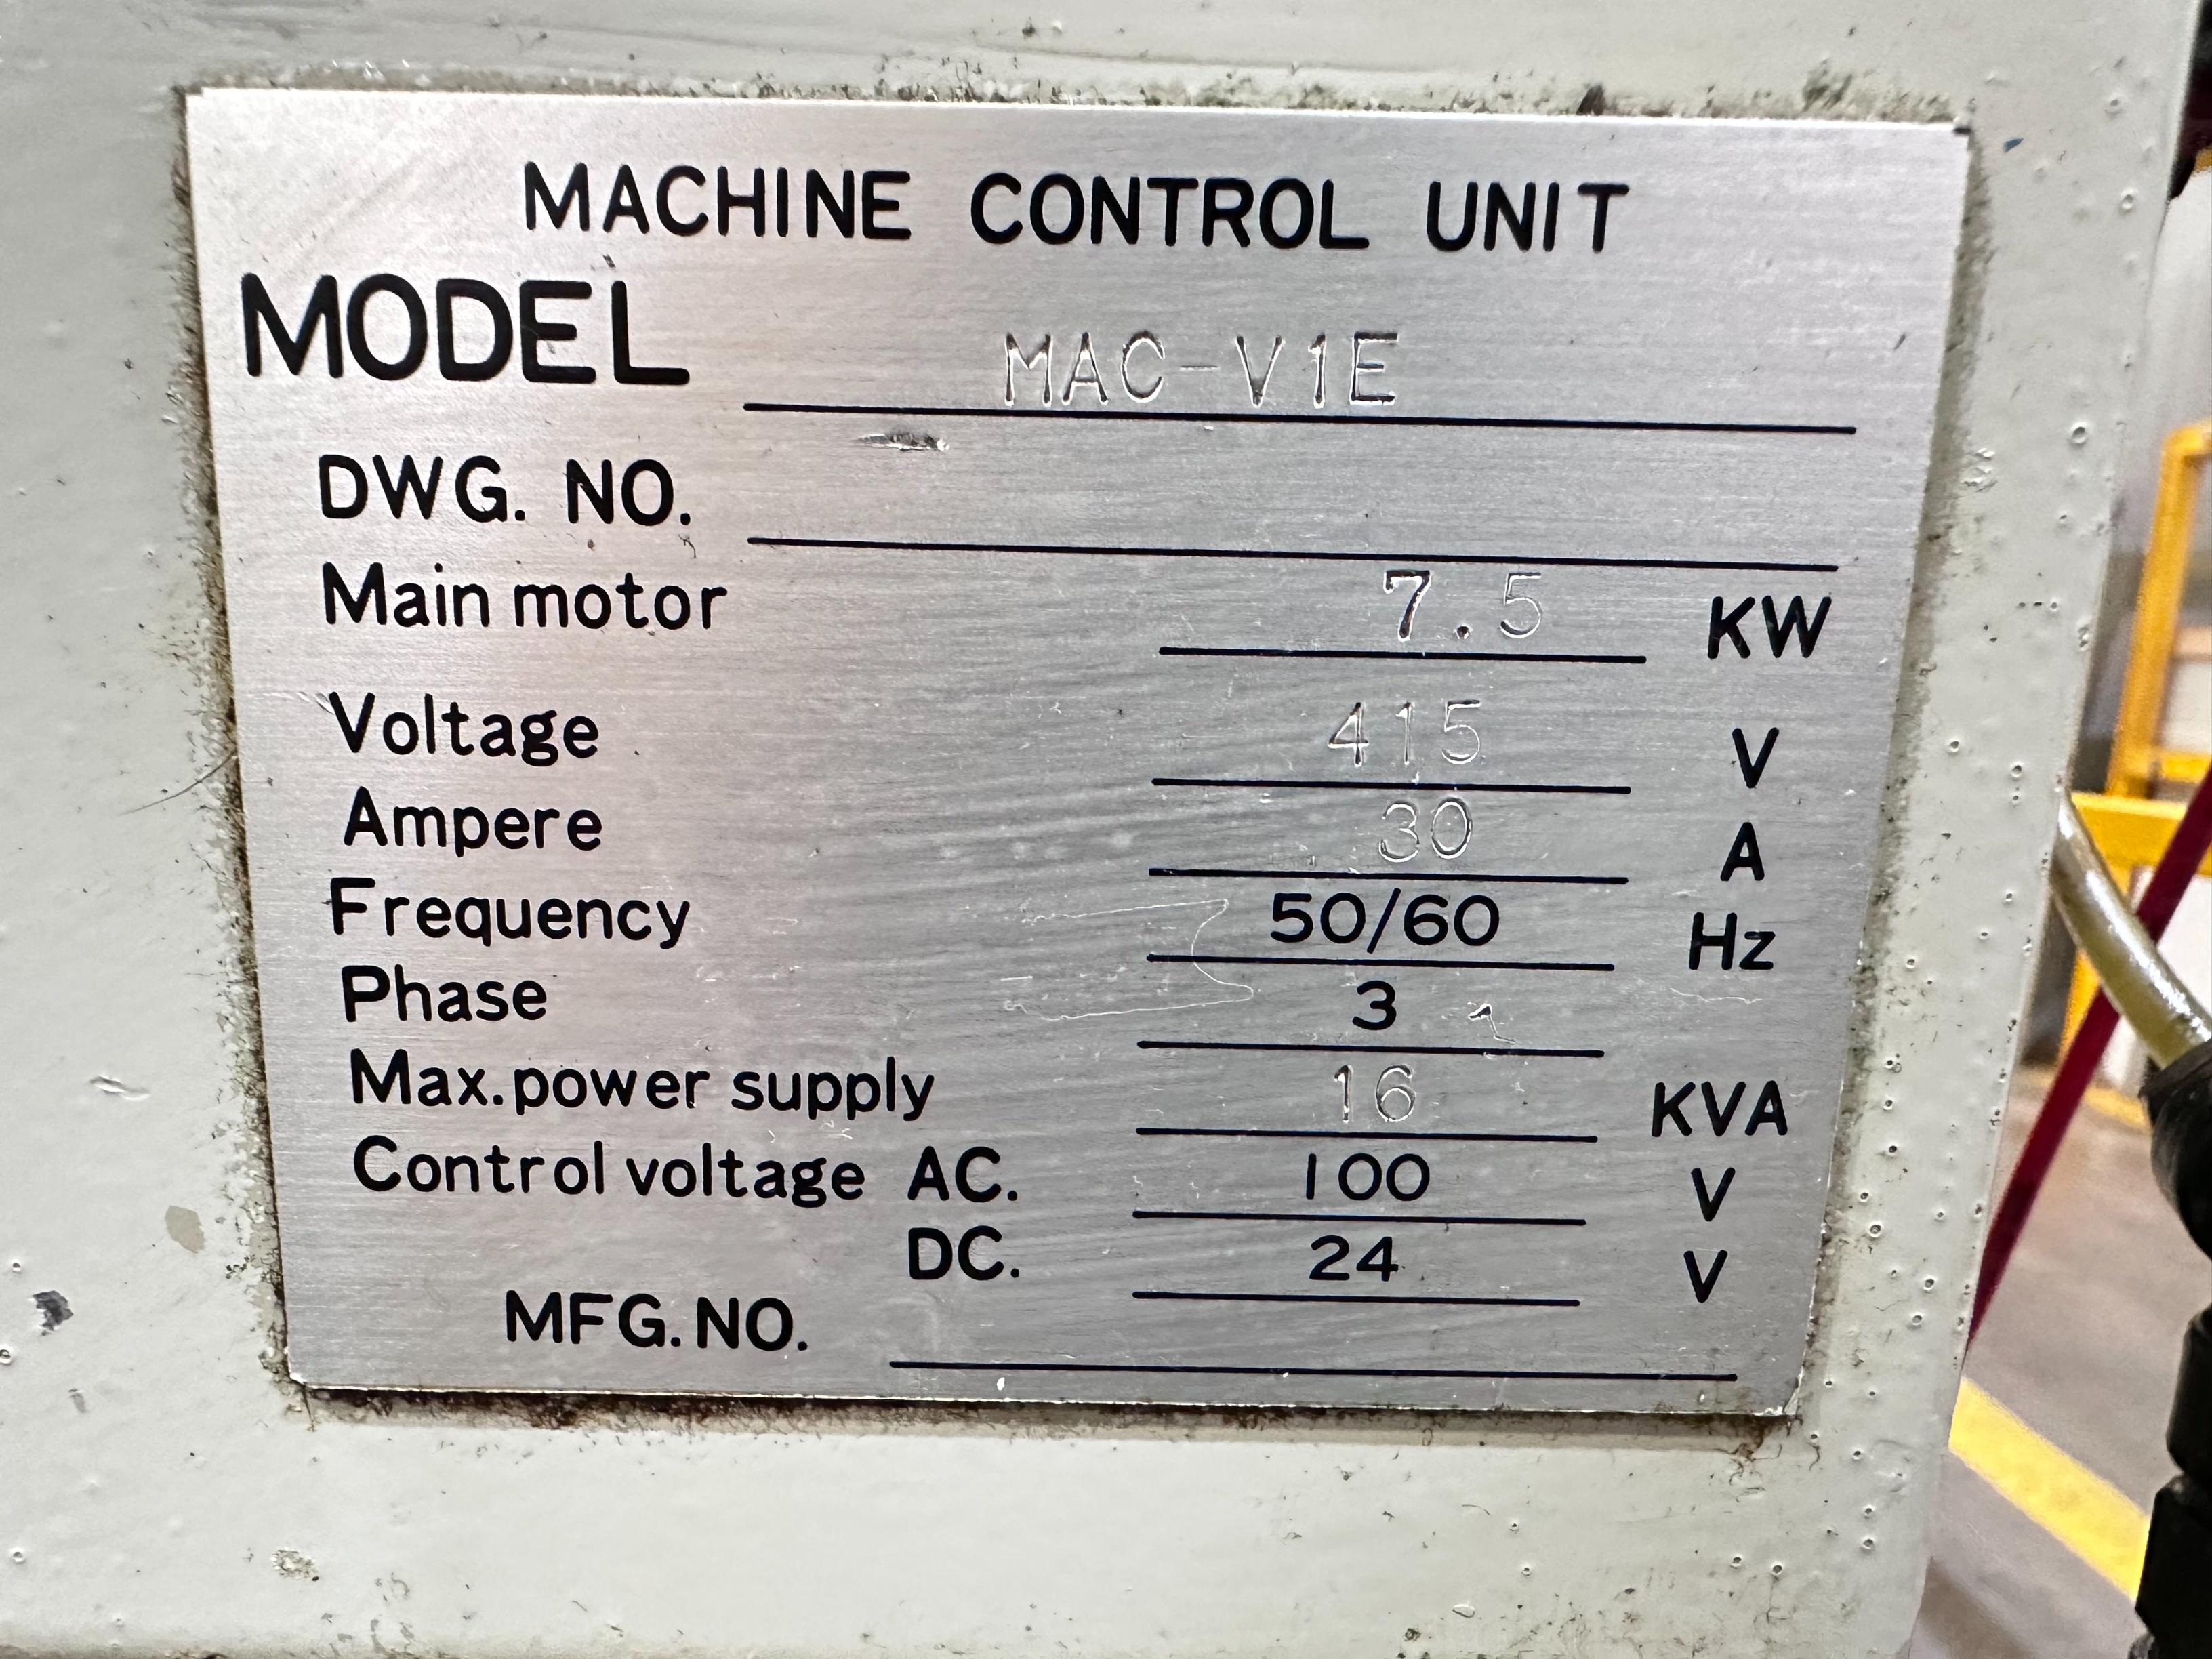 MACHINE CONTROL UNIT
MODEL MAC-V1E
DWG. NO.
Main motor 7.5 KW
Voltage 415 V
Ampere 30 A
Frequency 50/60 Hz
Phase 3
Max. power supply 16 KVA
Control voltage AC. 100 V
DC. 24 V
MFG. NO.